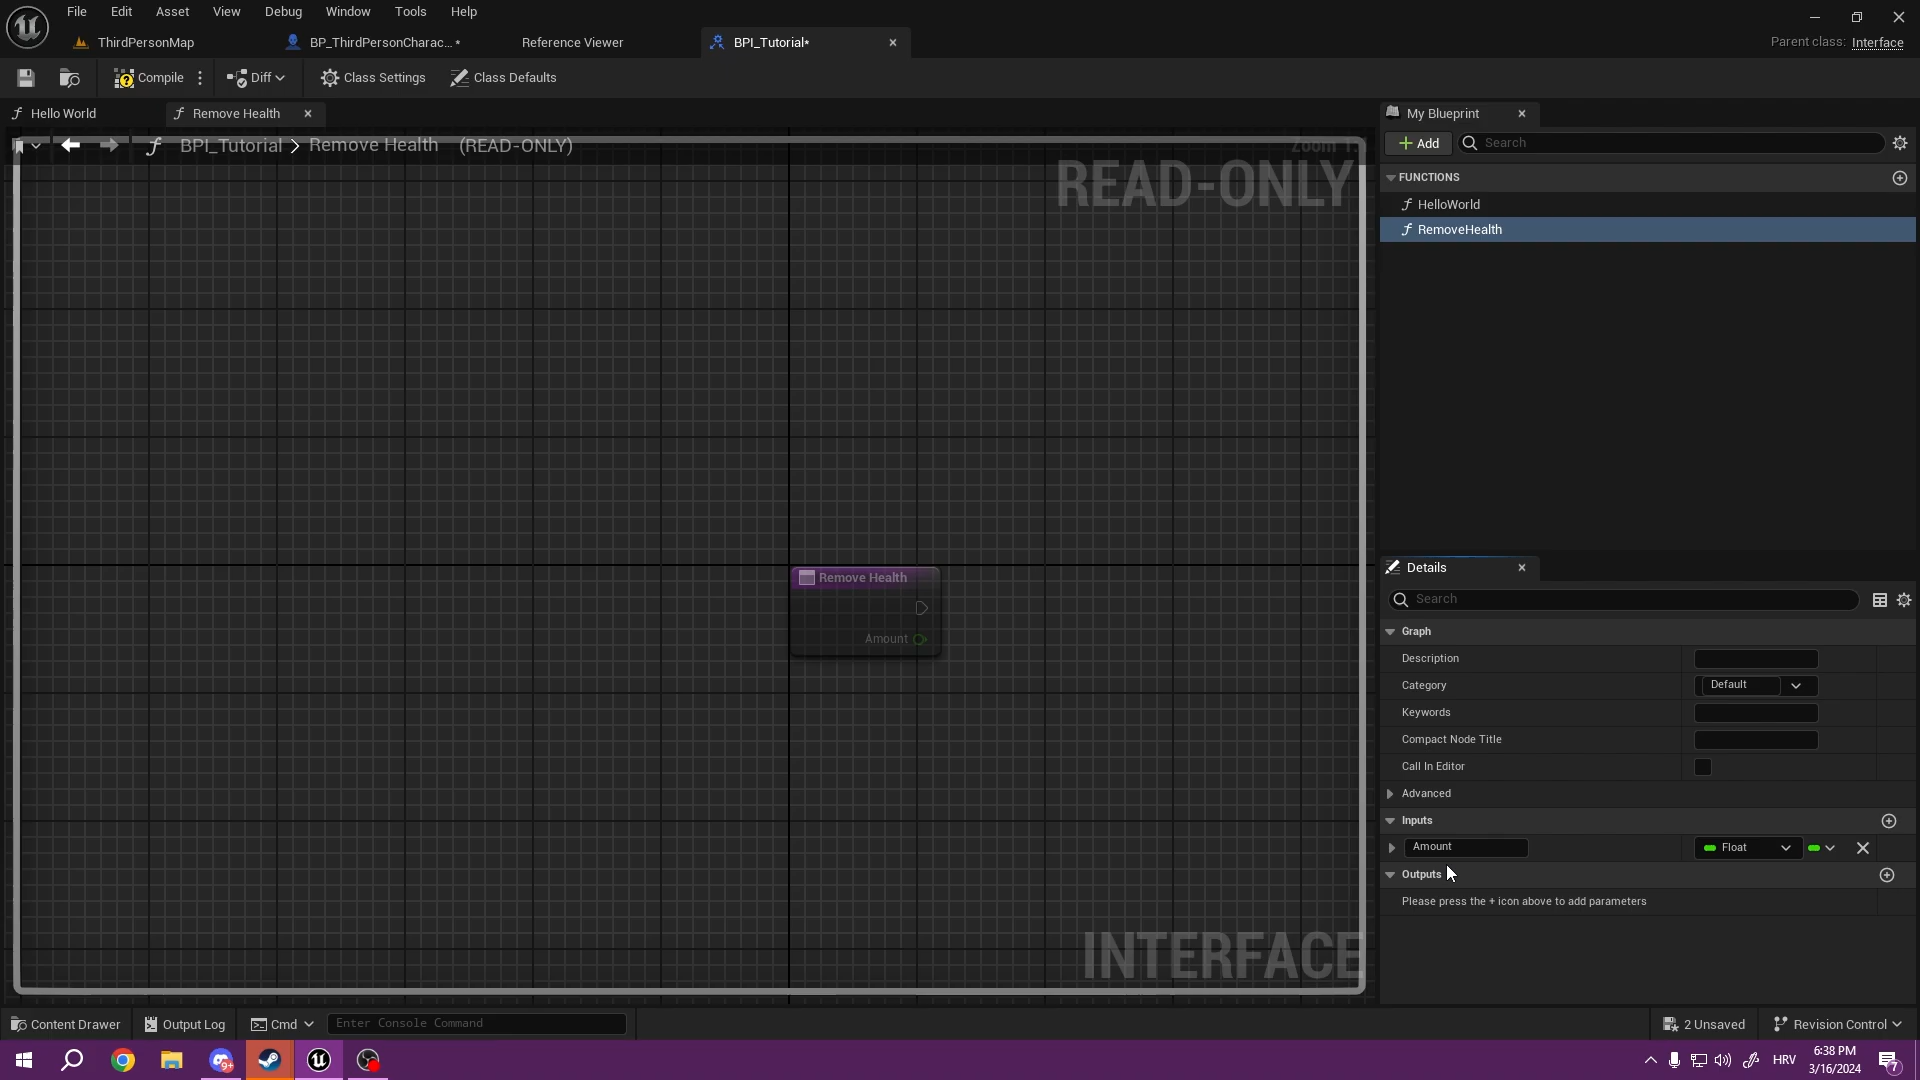 File Edit Asset View Debug Window Tools Help
ThirdPersonMap
BP_ThirdPersonCharac... *
Reference Viewer
BPI_Tutorial*
Parent class: Interface
Compile
Diff
Class Settings
Class Defaults
Hello World
Remove Health
BPI_Tutorial > Remove Health (READ-ONLY)
Zoom 1:
READ-ONLY
Remove Health
Amount
INTERFACE
My Blueprint
+ Add
Search
FUNCTIONS
HelloWorld
RemoveHealth
Details
Search
Graph
Description
Category Default
Keywords
Compact Node Title
Call In Editor
Advanced
Inputs
Amount Float
Outputs
Please press the + icon above to add parameters
Content Drawer
Output Log
Cmd
Enter Console Command
2 Unsaved
Revision Control
9+
HRV
6:38 PM
3/16/2024
7